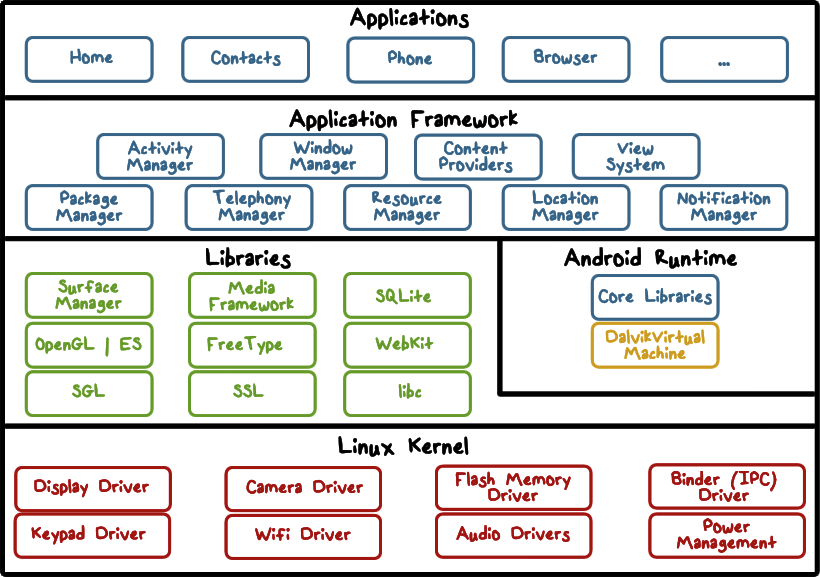 Applications
Home
Contacts
Phone
Browser
...
Application Framework
Activity
Manager
Window
Manager
Content
Providers
View
System
Package
Manager
Telephony
Manager
Resource
Manager
Location
Manager
Notification
Manager
Libraries
Surface
Manager
Media
Framework
SQLite
OpenGL | ES
FreeType
WebKit
SGL
SSL
libc
Android Runtime
Core Libraries
DalvikVirtual
Machine
Linux Kernel
Display Driver
Camera Driver
Flash Memory
Driver
Binder (IPC)
Driver
Keypad Driver
Wifi Driver
Audio Drivers
Power
Management